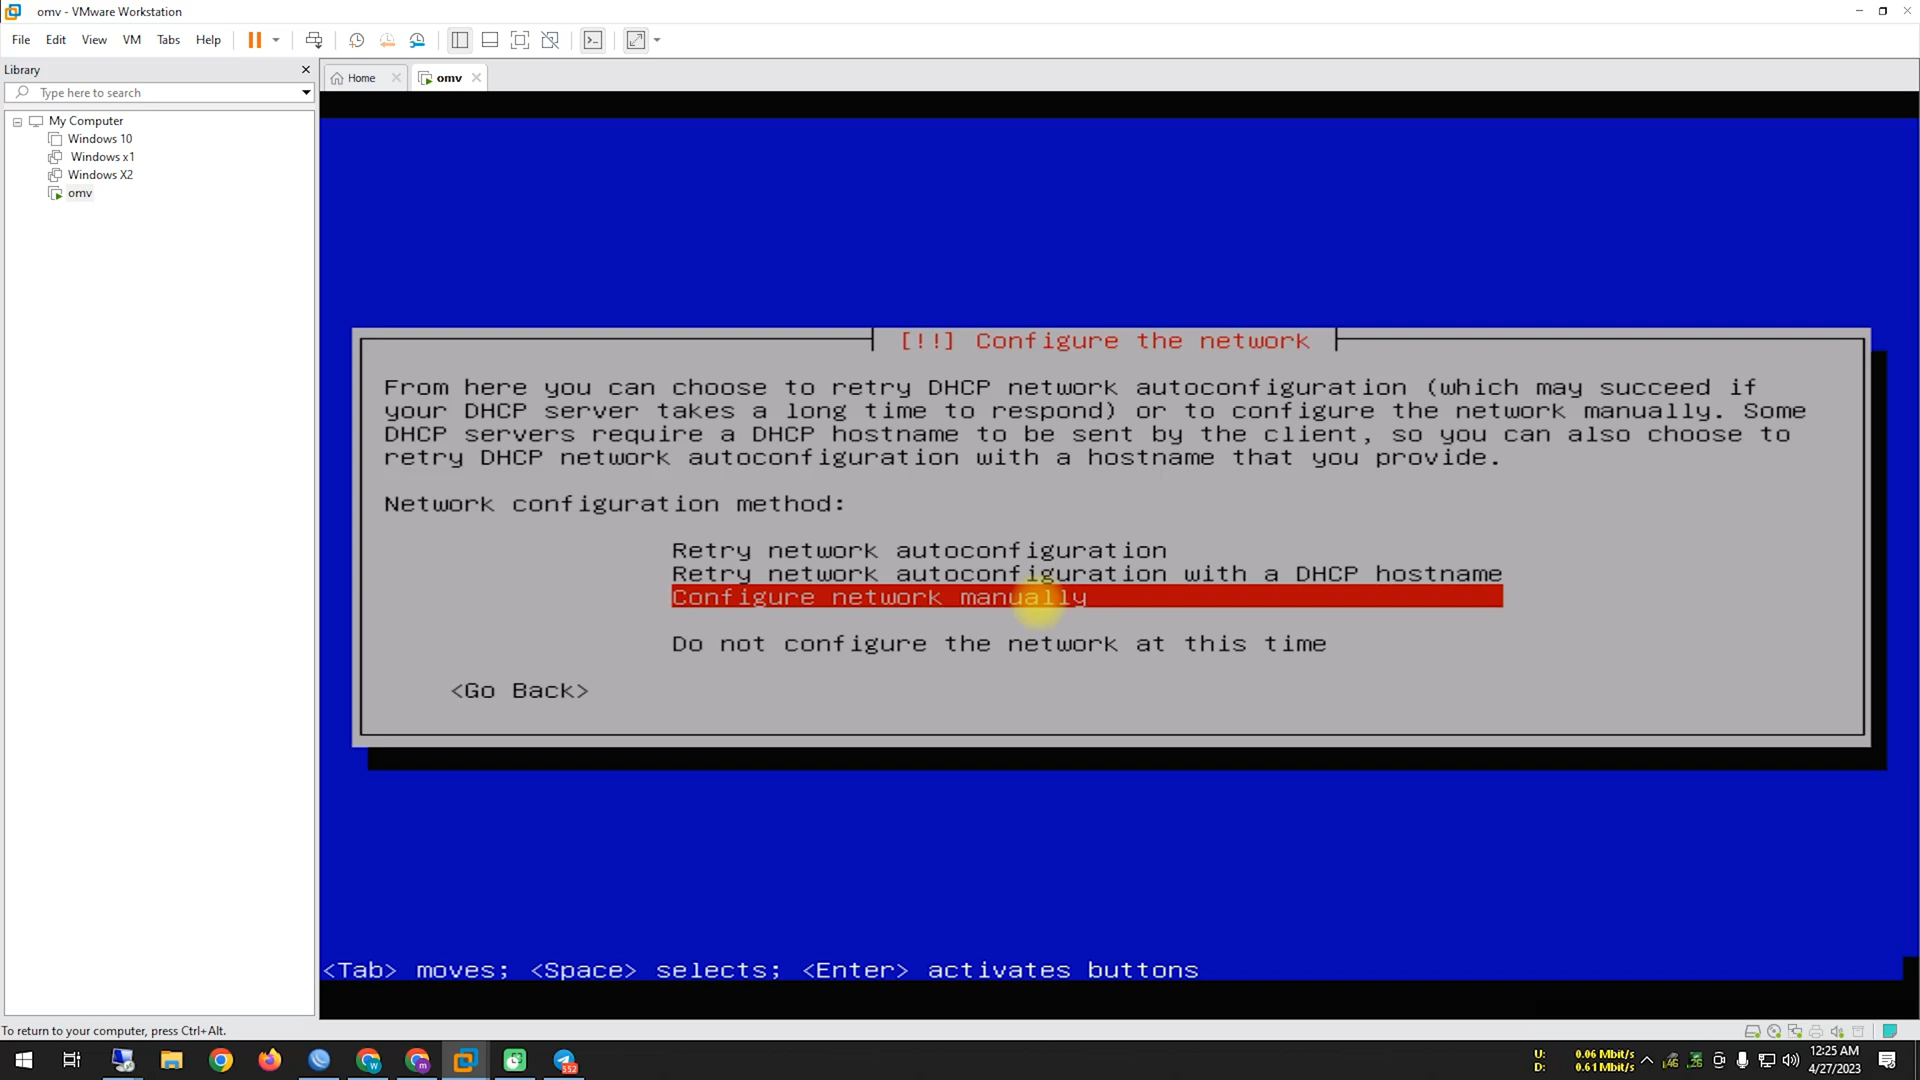 omv - VMware Workstation
File Edit View VM Tabs Help
Library
Type here to search
Home
omv
My Computer
Windows 10
Windows x1
Windows X2
omv
[!!] Configure the network
From here you can choose to retry DHCP network autoconfiguration (which may succeed if
your DHCP server takes a long time to respond) or to configure the network manually. Some
DHCP servers require a DHCP hostname to be sent by the client, so you can also choose to
retry DHCP network autoconfiguration with a hostname that you provide.
Network configuration method:
Retry network autoconfiguration
Retry network autoconfiguration with a DHCP hostname
Configure network manually
Do not configure the network at this time
<Go Back>
<Tab> moves; <Space> selects; <Enter> activates buttons
To return to your computer, press Ctrl+Alt.
552
U: 0.06 Mbit/s
D: 0.61 Mbit/s
12:25 AM
4/27/2023